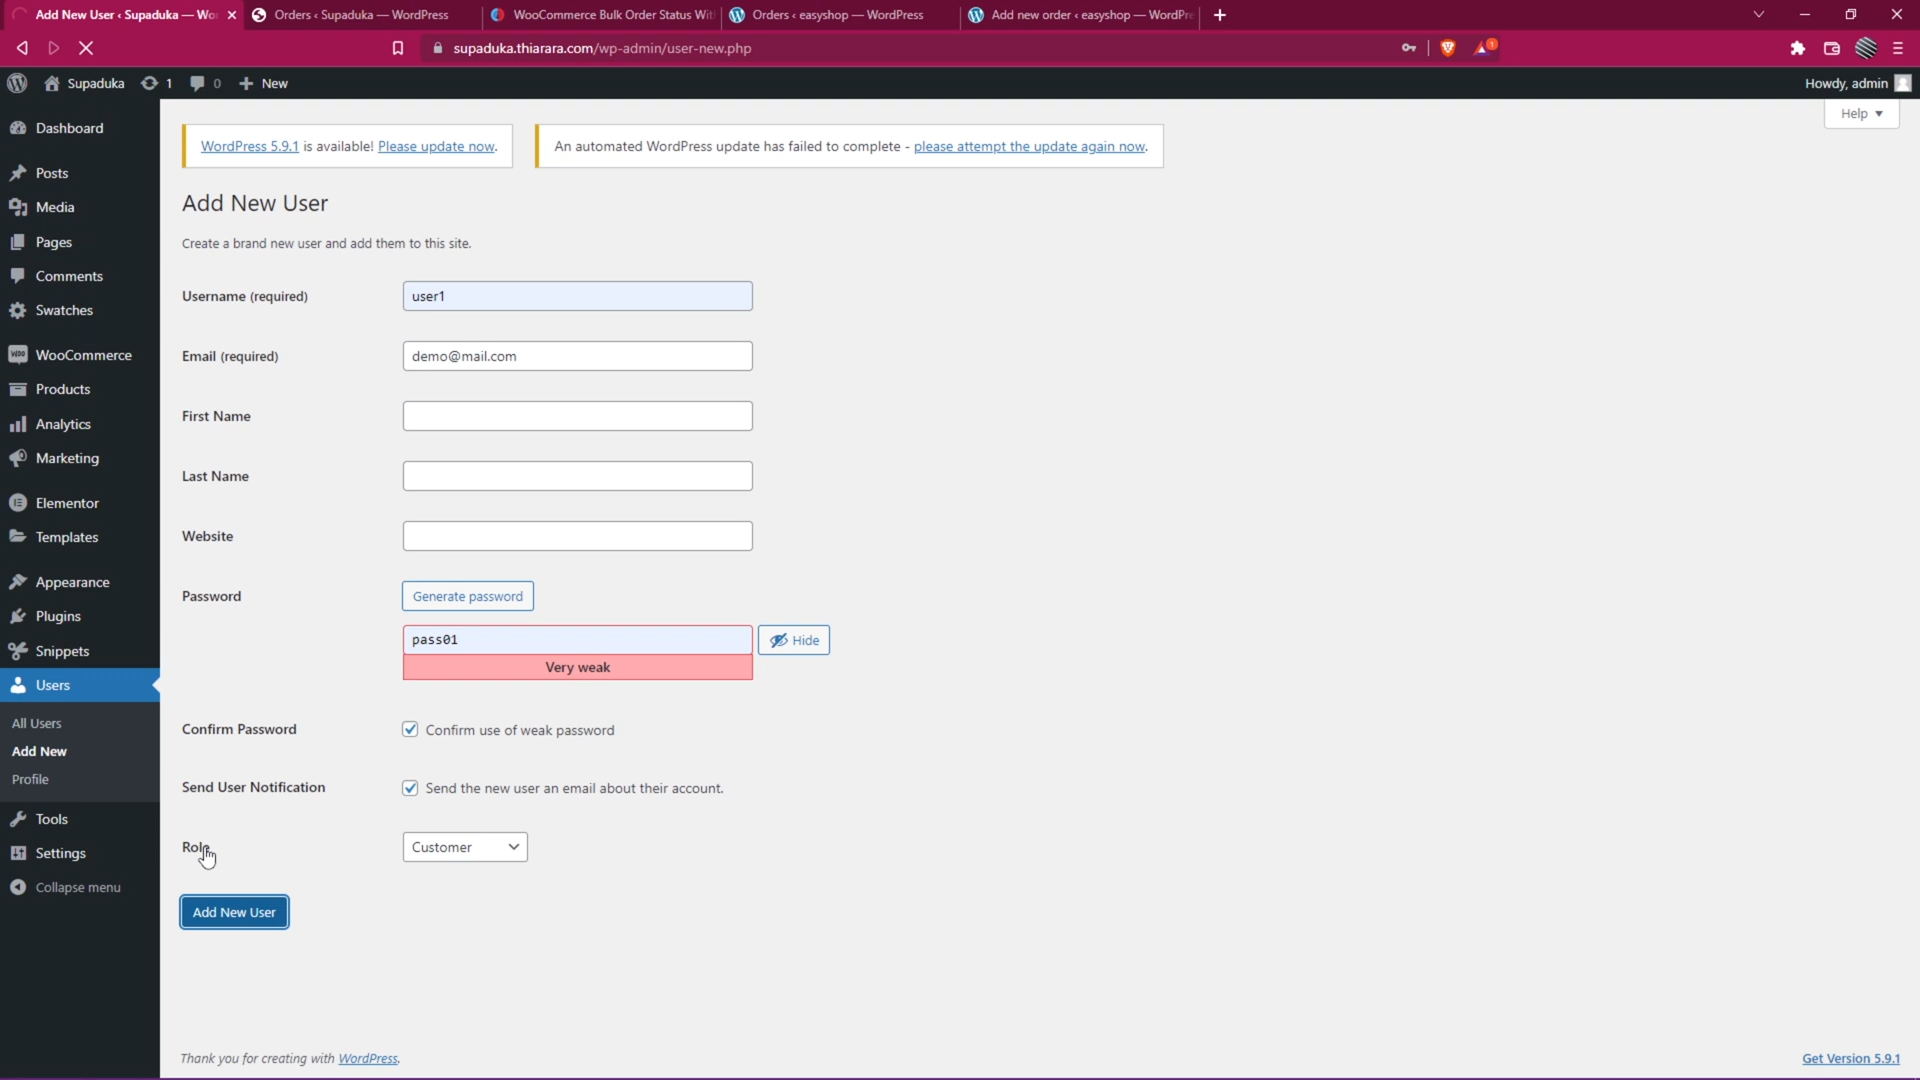 Add New User ‹ Supaduka — Wo
Orders ‹ Supaduka — WordPress
WooCommerce Bulk Order Status Wit
Orders ‹ easyshop — WordPress
Add new order ‹ easyshop — WordPre
supaduka.thiarara.com/wp-admin/user-new.php
1
Supaduka
1
0
New
Howdy, admin
Help
Dashboard
Posts
Media
Pages
Comments
Swatches
WooCommerce
Products
Analytics
Marketing
Elementor
Templates
Appearance
Plugins
Snippets
Users
All Users
Add New
Profile
Tools
Settings
Collapse menu
WordPress 5.9.1 is available! Please update now.
An automated WordPress update has failed to complete - please attempt the update again now.
Add New User
Create a brand new user and add them to this site.
Username (required)
user1
Email (required)
demo@mail.com
First Name
Last Name
Website
Password
Generate password
pass01
Hide
Very weak
Confirm Password
Confirm use of weak password
Send User Notification
Send the new user an email about their account.
Role
Customer
Add New User
Thank you for creating with WordPress.
Get Version 5.9.1